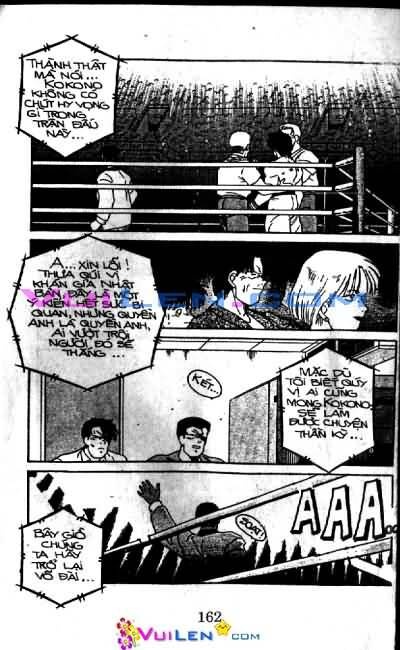 THÀNH THẬT
MÀ NÓI...
KOKONO
KHÔNG CÓ
CHÚT HY VỌNG
GÌ TRONG
TRẬN ĐẤU
NÀY...
A...XIN LỖI!
THƯA QUÍ VỊ
KHÁN GIẢ NHẬT
BẢN, ĐÂY LÀ MỘT
Ý KIẾN HẾT SỨC BI
QUAN, NHƯNG QUYỀN
ANH LÀ QUYỀN ANH,
AI VƯỢT TRỘI
NGƯỜI ĐÓ SẼ
THẮNG...
VUILEN.COM
KÉT...
MẶC DÙ
TÔI BIẾT QUÝ
VỊ AI CŨNG
MONG KOKONO
SẼ LÀM
ĐƯỢC CHUYỆN
THẦN KỲ...
BÂY GIỜ
CHÚNG
TA HÃY
TRỞ LẠI
VÕ ĐÀI...
AAA...
162
VUILEN.COM